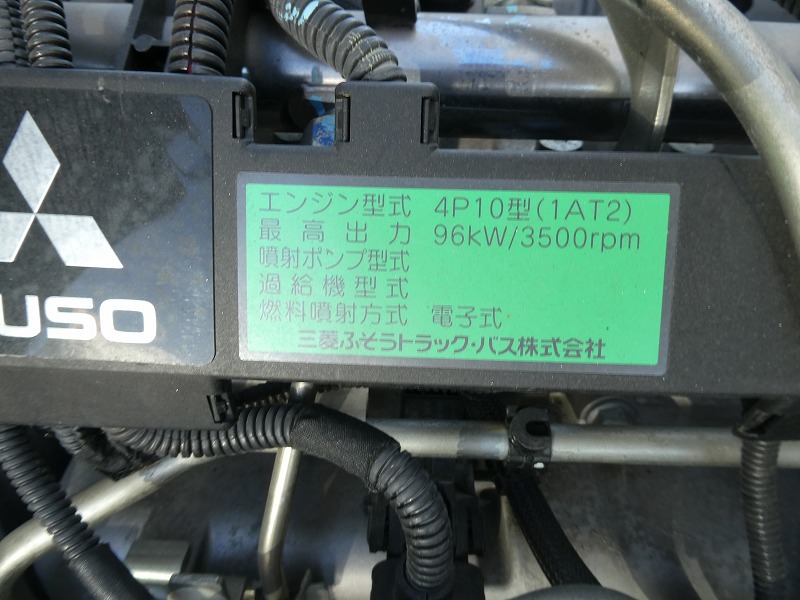 エンジン型式 4P10型(1AT2)
最高出力 96kW/3500rpm
噴射ポンプ型式
過給機型式
燃料噴射方式 電子式
三菱ふそうトラック・バス株式会社
USO